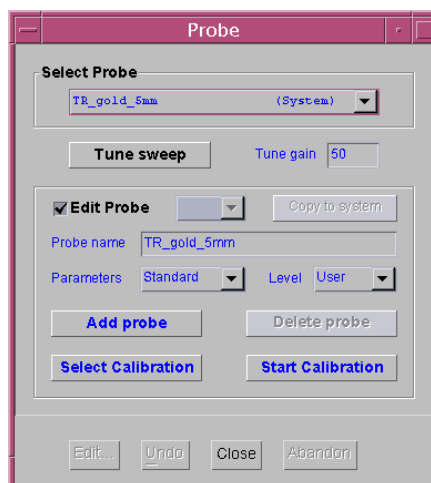 Probe
Select Probe
TR_gold_5mm (System)
Tune sweep Tune gain 50
Edit Probe Copy to system
Probe name TR_gold_5mm
Parameters Standard Level User
Add probe Delete probe
Select Calibration Start Calibration
Edit... Undo Close Abandon